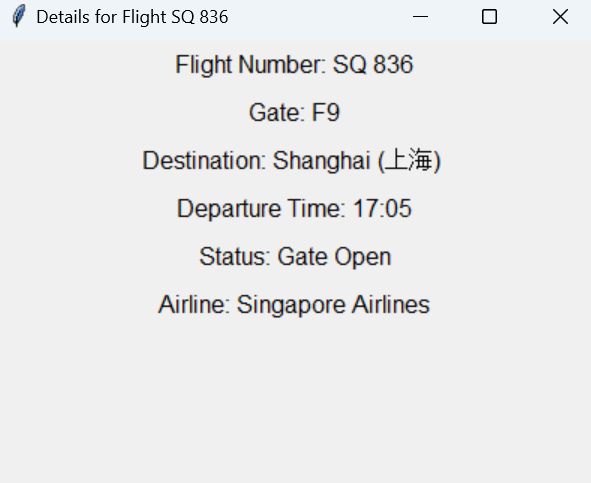 Details for Flight SQ 836
Flight Number: SQ 836
Gate: F9
Destination: Shanghai (上海)
Departure Time: 17:05
Status: Gate Open
Airline: Singapore Airlines